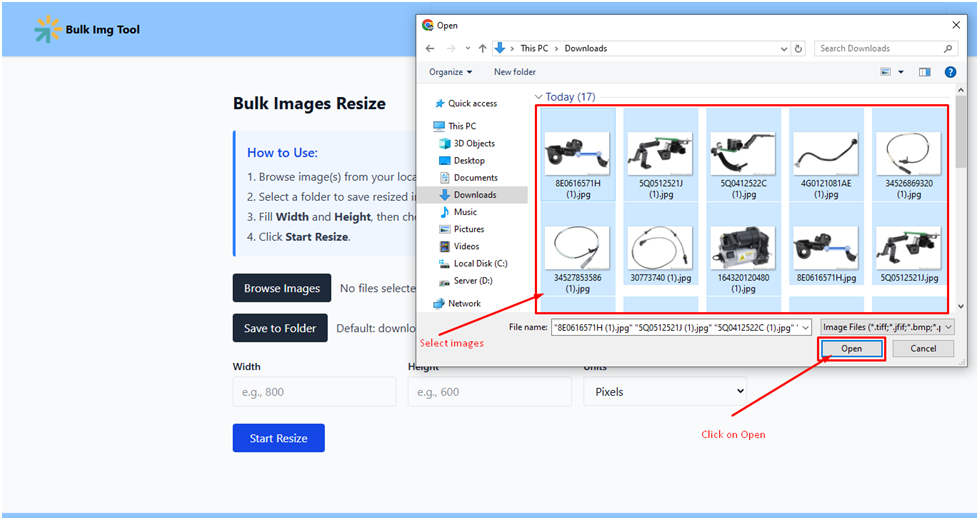 Bulk Img Tool
Bulk Images Resize
How to Use:
1. Browse image(s) from your loca
2. Select a folder to save resized i
3. Fill Width and Height, then che
4. Click Start Resize.
Browse Images
No files selecte
Save to Folder
Default: downlo
Width
Height
Units
e.g., 800
e.g., 600
Pixels
Start Resize
Open
This PC > Downloads
Search Downloads
Organize
New folder
Quick access
This PC
3D Objects
Desktop
Documents
Downloads
Music
Pictures
Videos
Local Disk (C:)
Server (D:)
Network
Today (17)
8E0616571H
(1).jpg
5Q0512521J
(1).jpg
5Q0412522C
(1).jpg
4G0121081AE
(1).jpg
34526869320
(1).jpg
34527853586
(1).jpg
30773740 (1).jpg
164320120480
(1).jpg
8E0616571H.jpg
5Q0512521J.jpg
File name:
"8E0616571H (1).jpg" "5Q0512521J (1).jpg" "5Q0412522C (1).jpg" "
Image Files (*.tiff;*.jfif;*.bmp;*.p
Open
Cancel
Select images
Click on Open